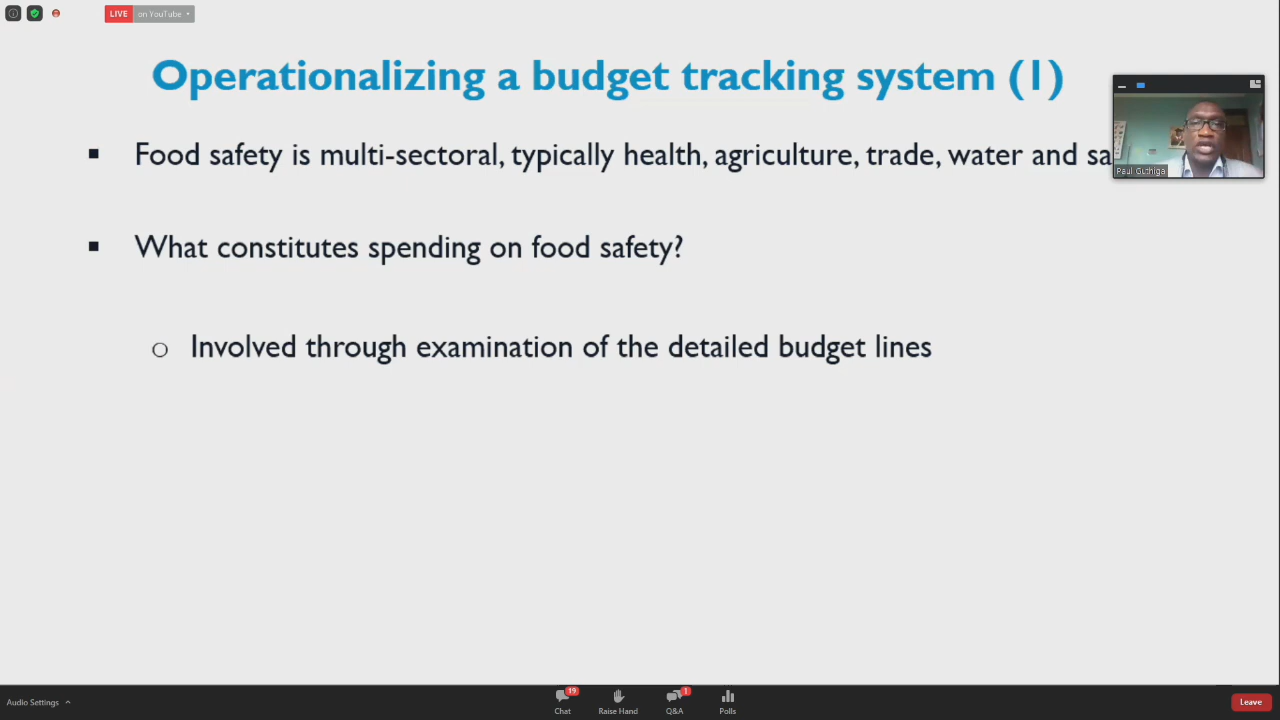 LIVE on YouTube
Operationalizing a budget tracking system (1)
Food safety is multi-sectoral, typically health, agriculture, trade, water and sa
Paul Guthiga
What constitutes spending on food safety?
Involved through examination of the detailed budget lines
Audio Settings
19
Chat
Raise Hand
1
Q&A
Polls
Leave